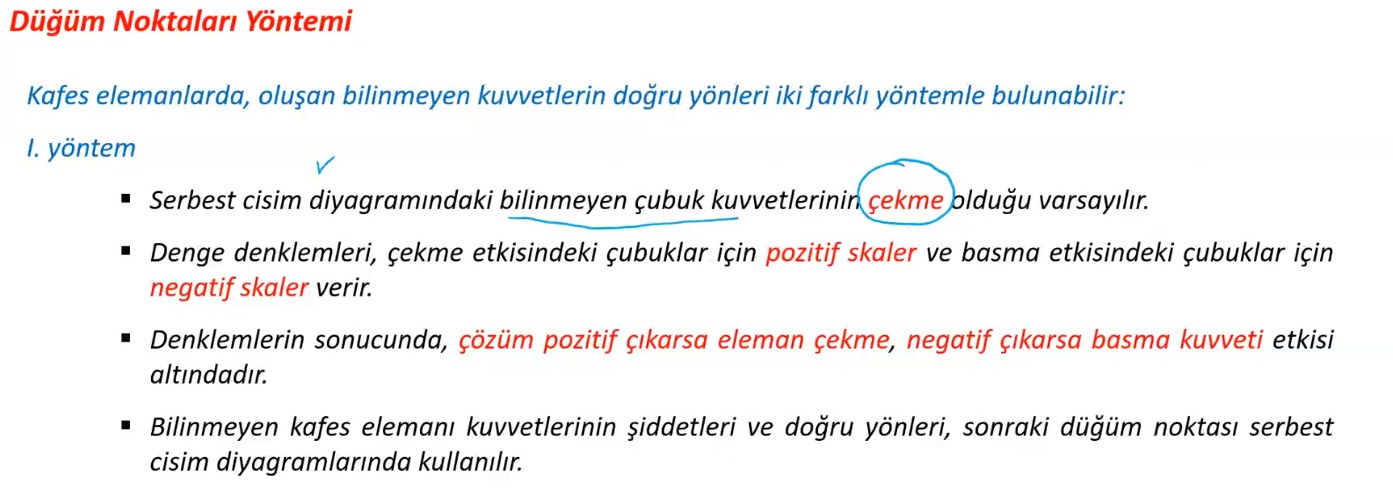 Düğüm Noktaları Yöntemi
Kafes elemanlarda, oluşan bilinmeyen kuvvetlerin doğru yönleri iki farklı yöntemle bulunabilir:
I. yöntem
▪ Serbest cisim diyagramındaki bilinmeyen çubuk kuvvetlerinin çekme olduğu varsayılır.
▪ Denge denklemleri, çekme etkisindeki çubuklar için pozitif skaler ve basma etkisindeki çubuklar için
negatif skaler verir.
▪ Denklemlerin sonucunda, çözüm pozitif çıkarsa eleman çekme, negatif çıkarsa basma kuvveti etkisi
altındadır.
▪ Bilinmeyen kafes elemanı kuvvetlerinin şiddetleri ve doğru yönleri, sonraki düğüm noktası serbest
cisim diyagramlarında kullanılır.